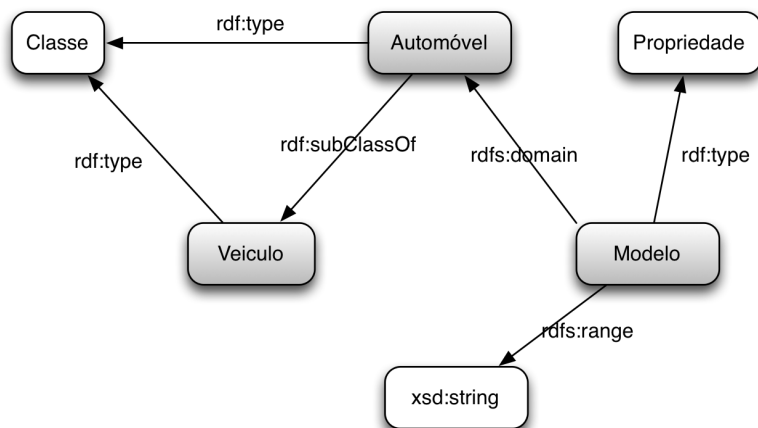 rdf:type
Classe
Automóvel
Propriedade
rdf:type
rdf:subClassOf
rdfs:domain
rdf:type
Veiculo
Modelo
rdfs:range
xsd:string